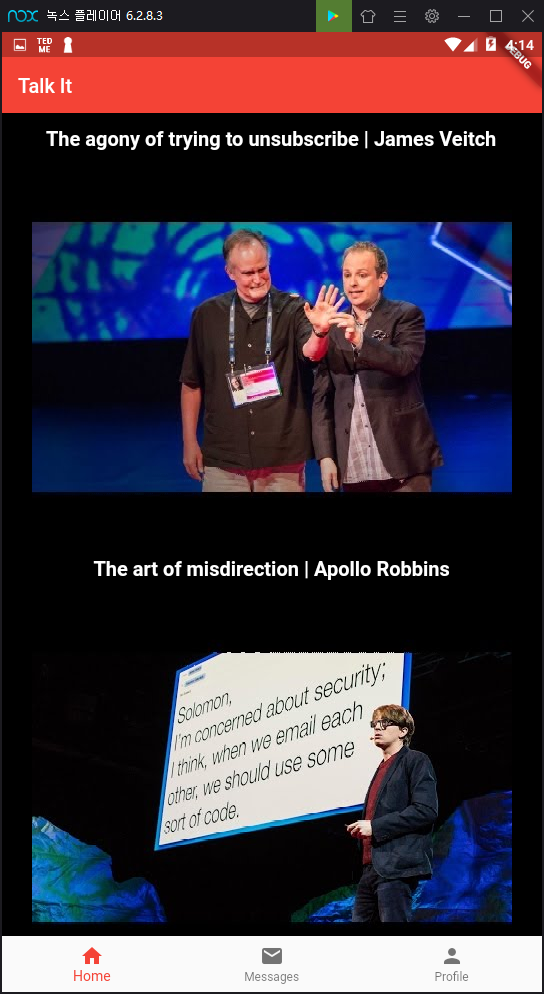 nox 녹스 플레이어 6.2.8.3
TED
ME
4:14
DEBUG
Talk It
The agony of trying to unsubscribe | James Veitch
The art of misdirection | Apollo Robbins
Solomon,
I'm concerned about security;
I think, when we email each
other, we should use some
sort of code.
Home
Messages
Profile